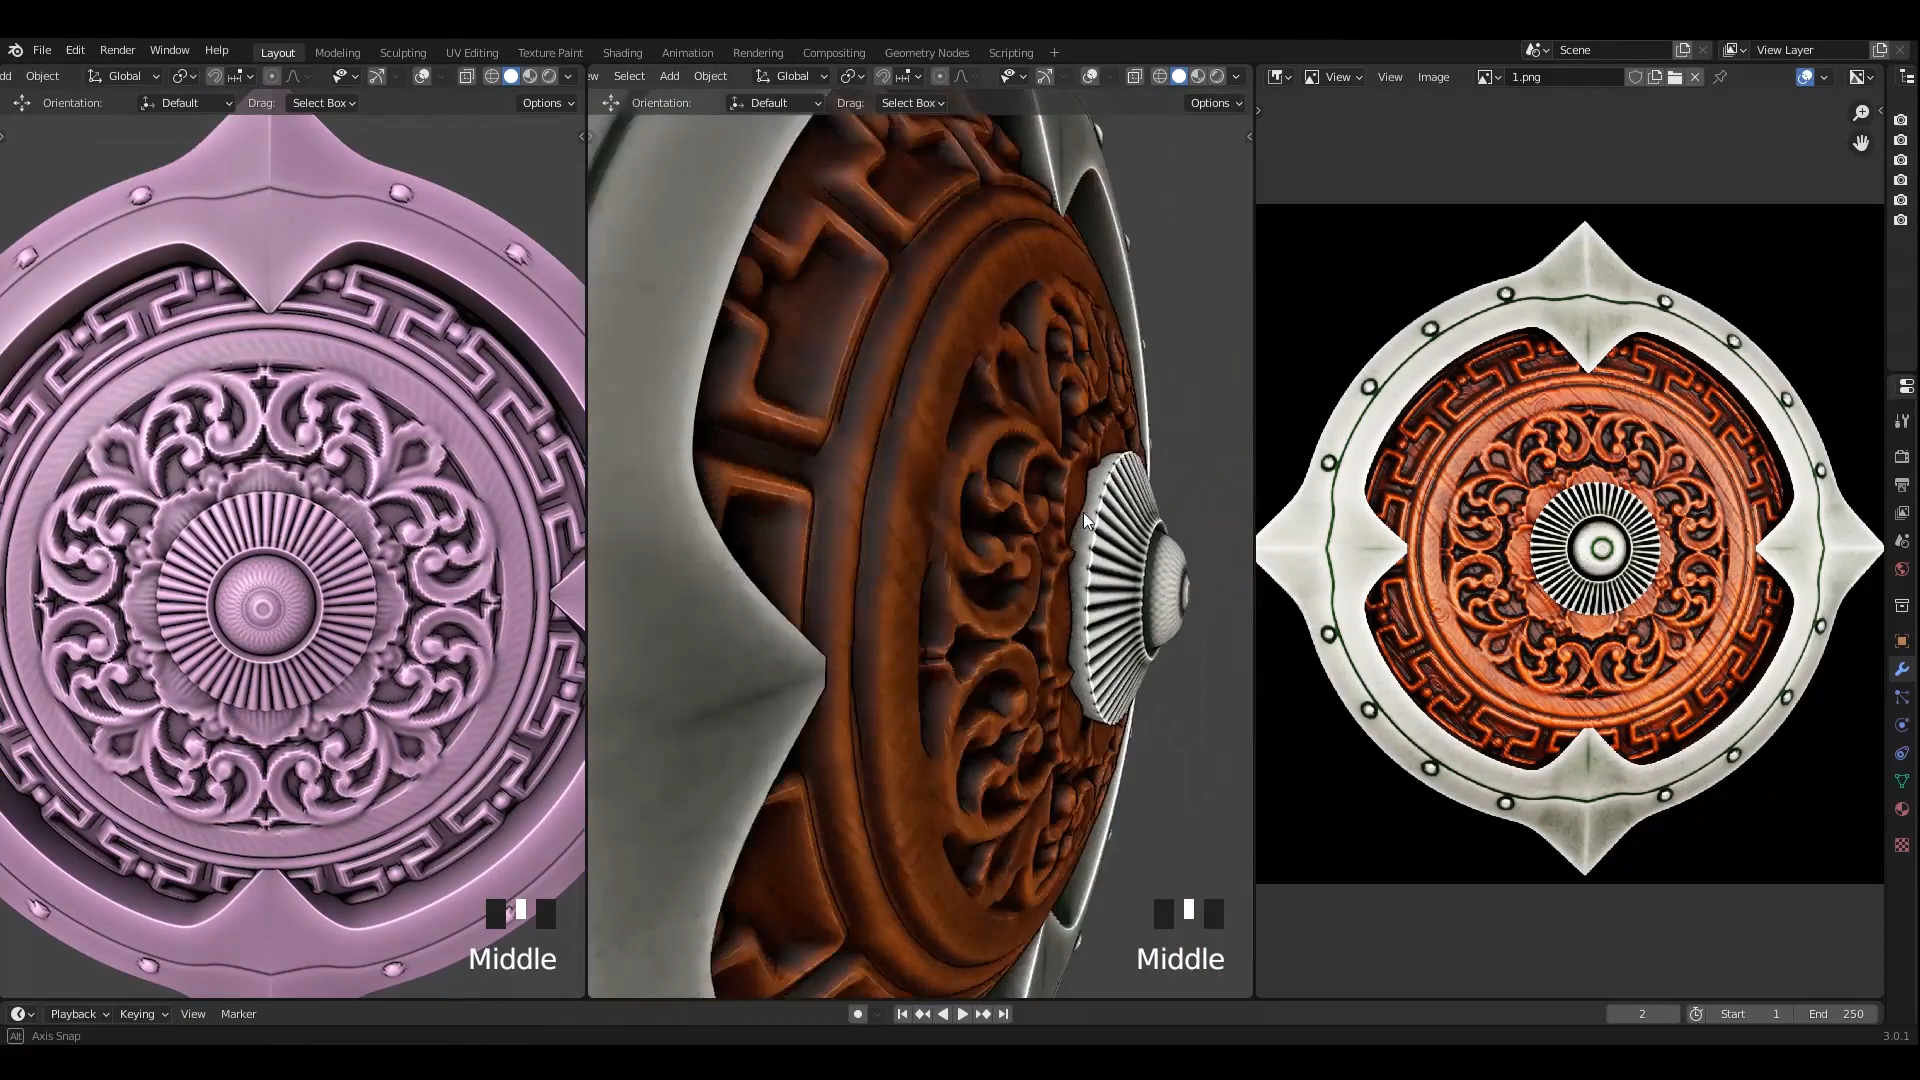 File Edit Render Window Help Layout Modeling Sculpting UV Editing Texture Paint Shading Animation Rendering Compositing Geometry Nodes Scripting + Scene View Layer
dd Object Global ew Select Add Object Global View View Image 1.png
Orientation: Default Drag: Select Box Options Orientation: Default Drag: Select Box Options
Middle Middle
Playback Keying View Marker 2 Start 1 End 250
Alt Axis Snap 3.0.1